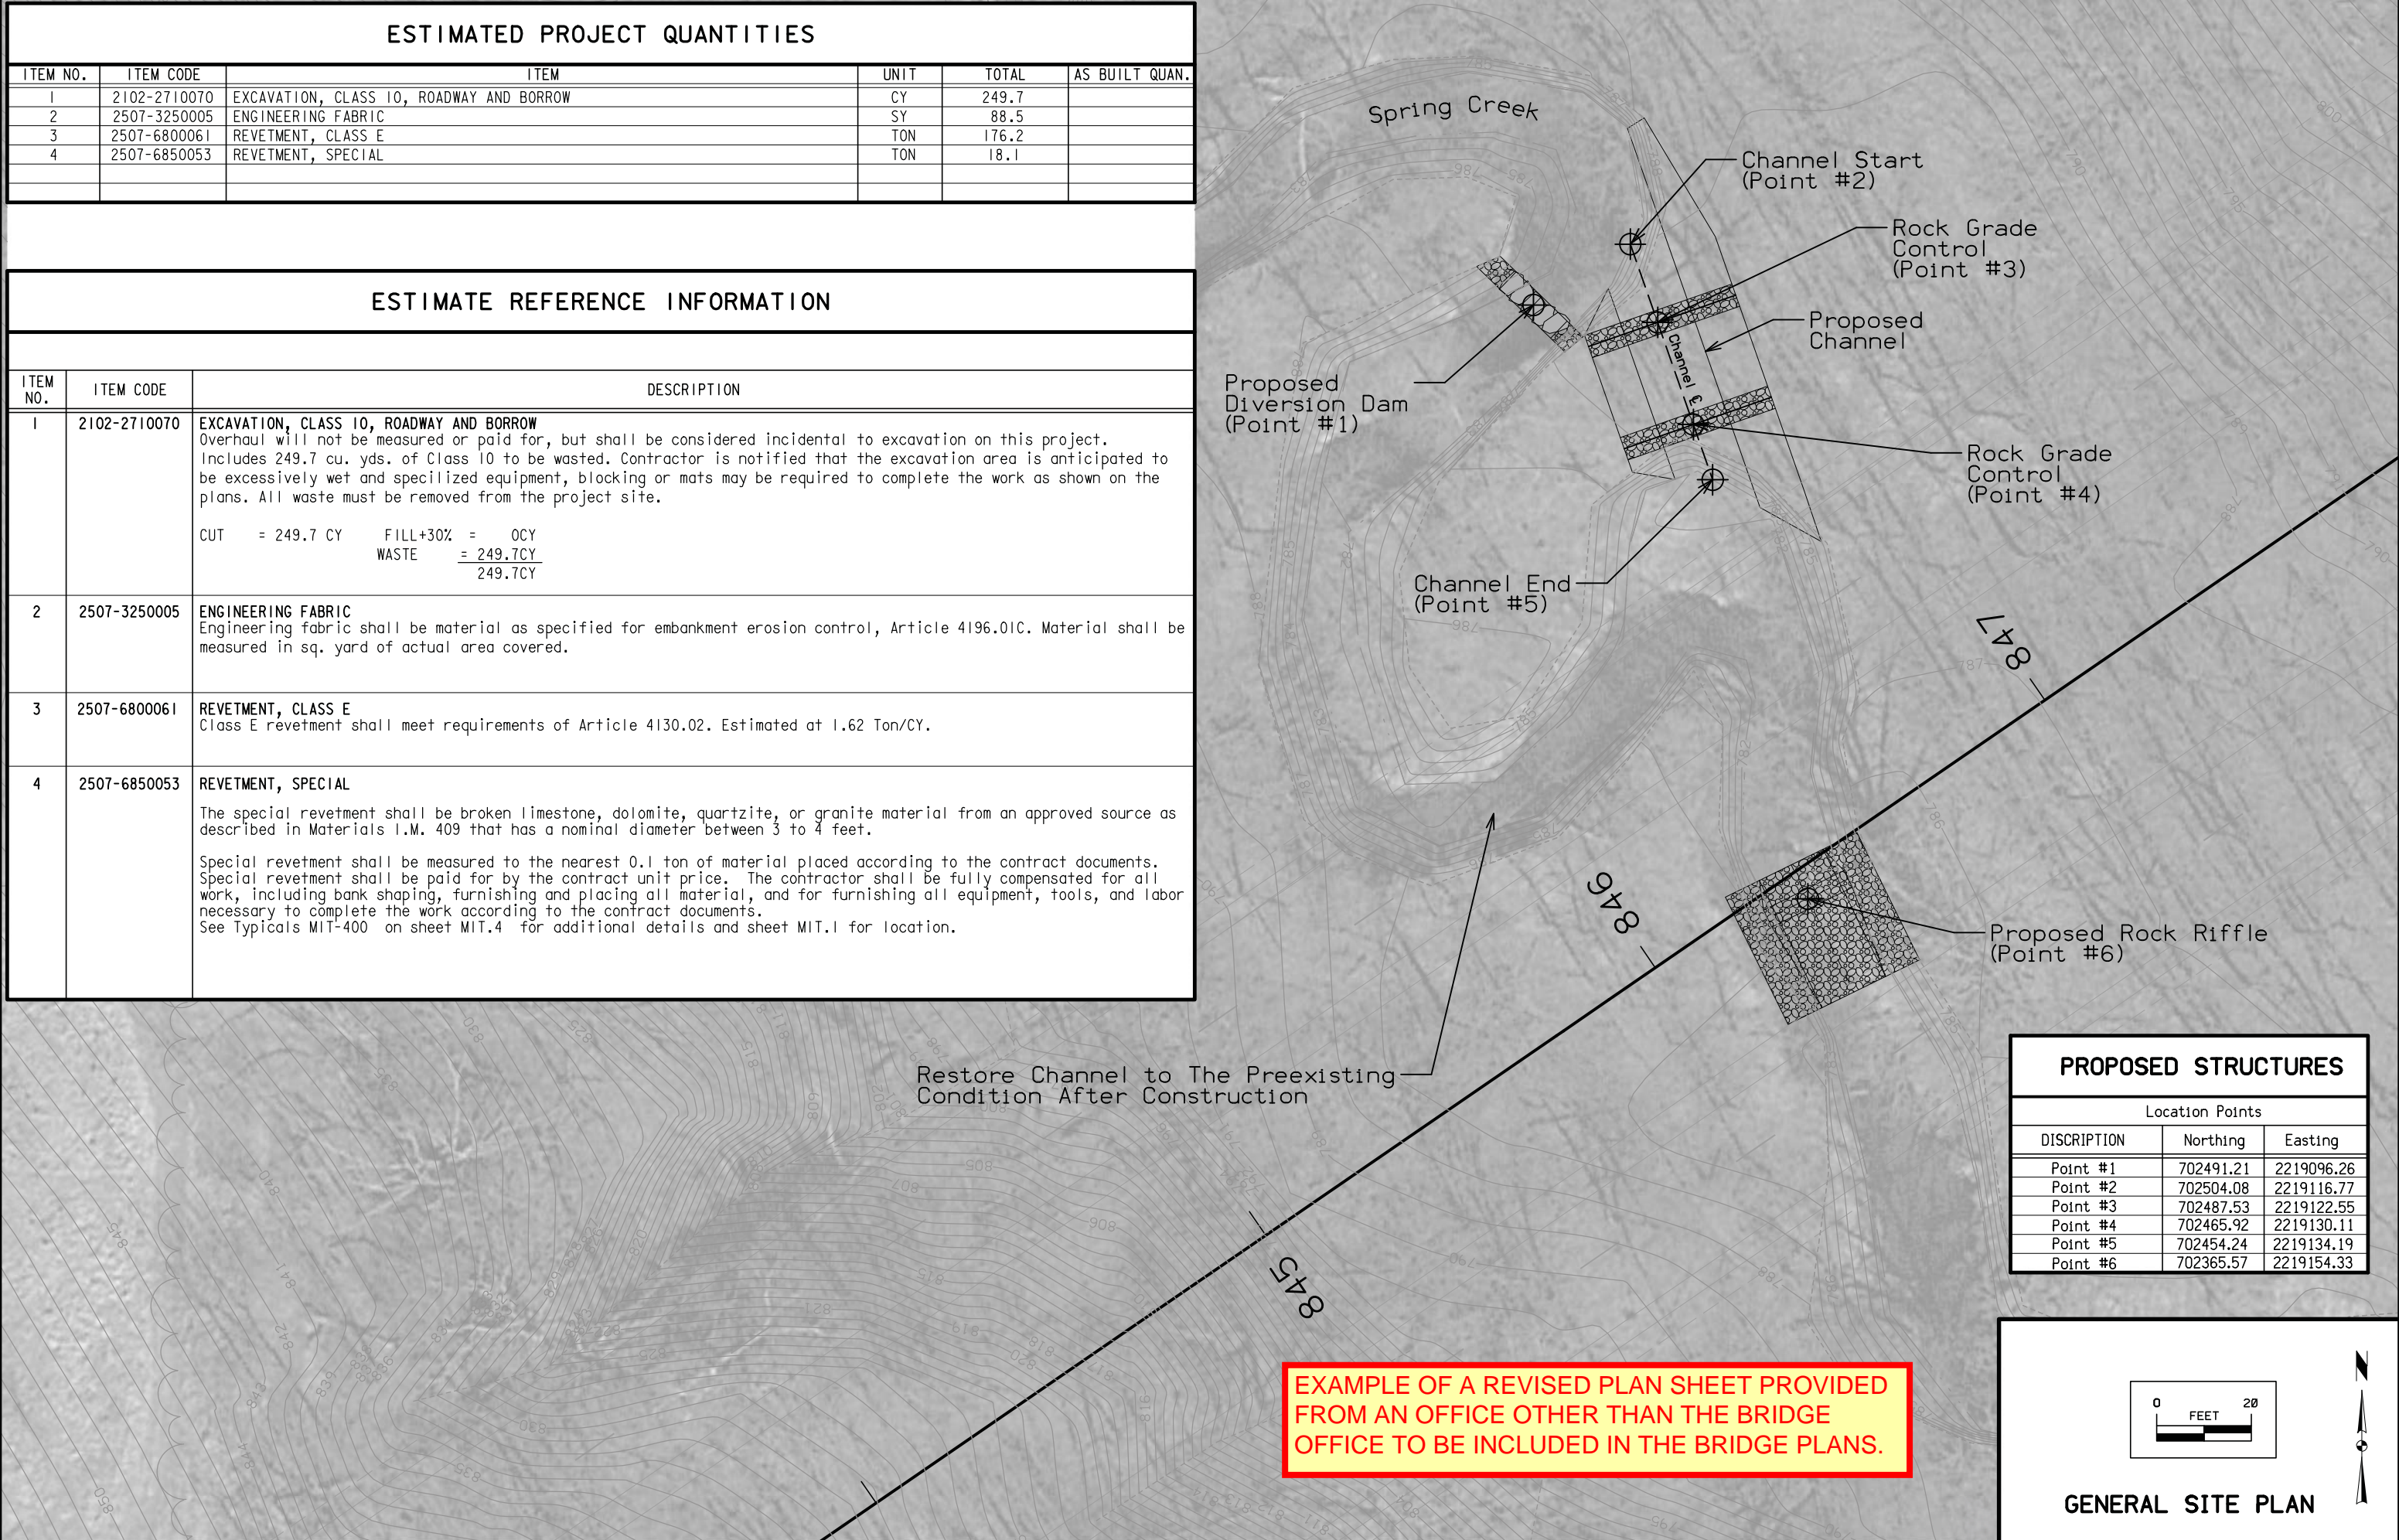 ESTIMATED PROJECT QUANTITIES
ITEM NO. ITEM CODE ITEM UNIT TOTAL AS BUILT QUAN.
1 2102-2710070 EXCAVATION, CLASS 10, ROADWAY AND BORROW CY 249.7
2 2507-3250005 ENGINEERING FABRIC SY 88.5
3 2507-6800061 REVETMENT, CLASS E TON 176.2
4 2507-6850053 REVETMENT, SPECIAL TON 18.1
ESTIMATE REFERENCE INFORMATION
ITEM NO. ITEM CODE DESCRIPTION
1 2102-2710070 EXCAVATION, CLASS 10, ROADWAY AND BORROW
Overhaul will not be measured or paid for, but shall be considered incidental to excavation on this project.
Includes 249.7 cu. yds. of Class 10 to be wasted. Contractor is notified that the excavation area is anticipated to
be excessively wet and specilized equipment, blocking or mats may be required to complete the work as shown on the
plans. All waste must be removed from the project site.
CUT = 249.7 CY FILL+30% = 0CY
WASTE = 249.7CY
249.7CY
2 2507-3250005 ENGINEERING FABRIC
Engineering fabric shall be material as specified for embankment erosion control, Article 4196.01C. Material shall be
measured in sq. yard of actual area covered.
3 2507-6800061 REVETMENT, CLASS E
Class E revetment shall meet requirements of Article 4130.02. Estimated at 1.62 Ton/CY.
4 2507-6850053 REVETMENT, SPECIAL
The special revetment shall be broken limestone, dolomite, quartzite, or granite material from an approved source as
described in Materials I.M. 409 that has a nominal diameter between 3 to 4 feet.
Special revetment shall be measured to the nearest 0.1 ton of material placed according to the contract documents.
Special revetment shall be paid for by the contract unit price. The contractor shall be fully compensated for all
work, including bank shaping, furnishing and placing all material, and for furnishing all equipment, tools, and labor
necessary to complete the work according to the contract documents.
See Typicals MIT-400 on sheet MIT.4 for additional details and sheet MIT.1 for location.
Spring Creek
Channel Start
(Point #2)
Rock Grade
Control
(Point #3)
Proposed
Channel
Channel ℄
Proposed
Diversion Dam
(Point #1)
Rock Grade
Control
(Point #4)
Channel End
(Point #5)
847
846
Proposed Rock Riffle
(Point #6)
Restore Channel to The Preexisting
Condition After Construction
845
PROPOSED STRUCTURES
Location Points
DISCRIPTION Northing Easting
Point #1 702491.21 2219096.26
Point #2 702504.08 2219116.77
Point #3 702487.53 2219122.55
Point #4 702465.92 2219130.11
Point #5 702454.24 2219134.19
Point #6 702365.57 2219154.33
EXAMPLE OF A REVISED PLAN SHEET PROVIDED
FROM AN OFFICE OTHER THAN THE BRIDGE
OFFICE TO BE INCLUDED IN THE BRIDGE PLANS.
N
0 20
FEET
GENERAL SITE PLAN